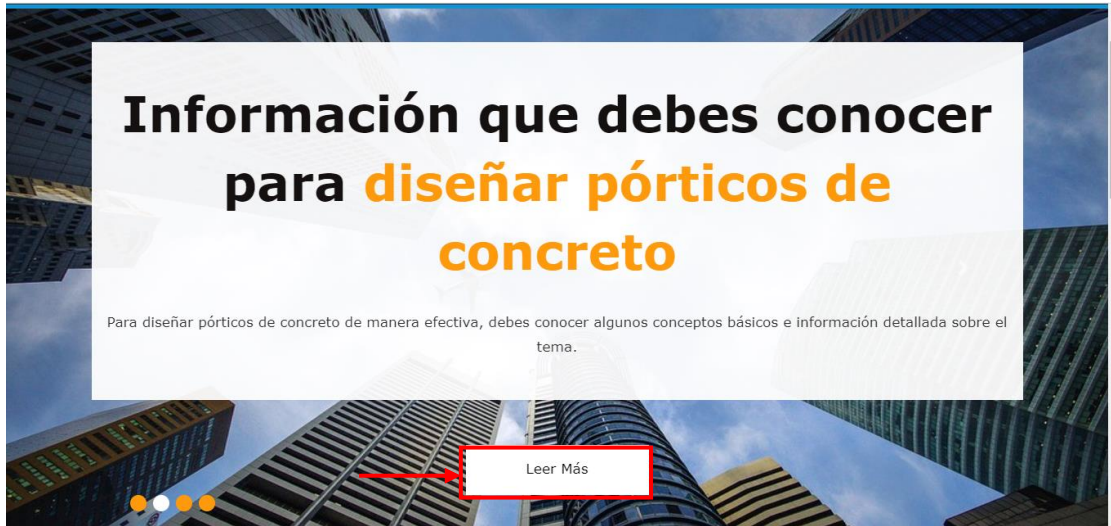 Información que debes conocer
para diseñar pórticos de
concreto
Para diseñar pórticos de concreto de manera efectiva, debes conocer algunos conceptos básicos e información detallada sobre el
tema.
Leer Más